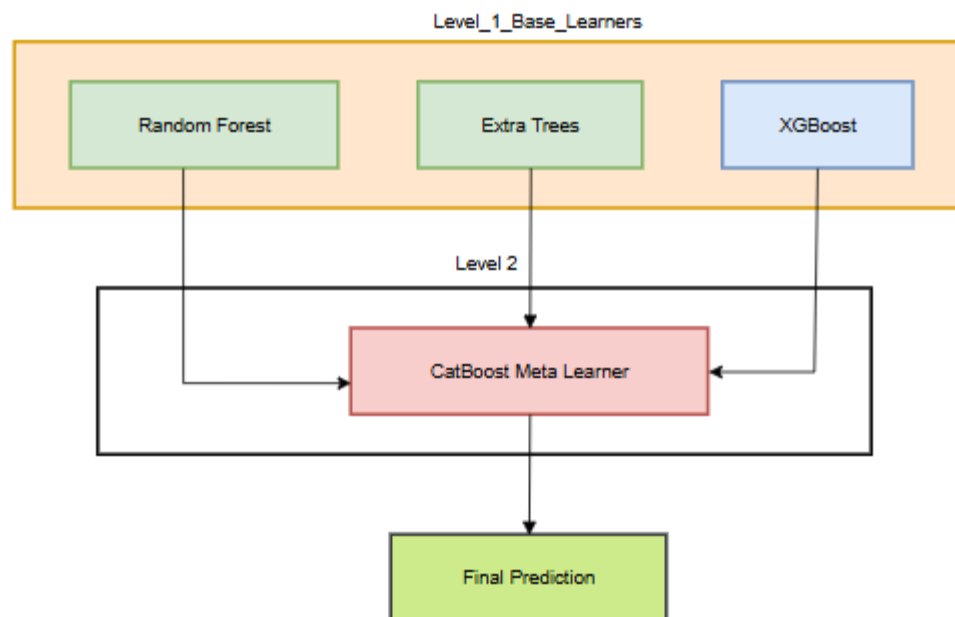 Level_1_Base_Learners
Random Forest
Extra Trees
XGBoost
Level 2
CatBoost Meta Learner
Final Prediction